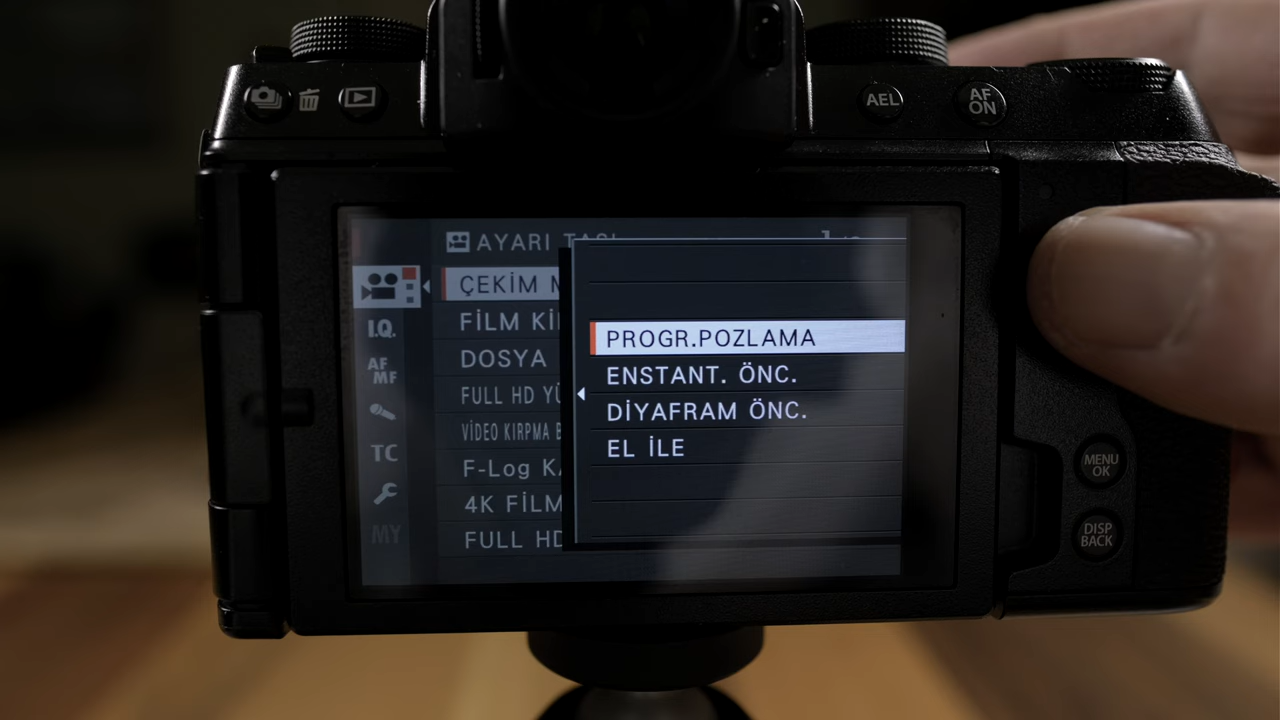 AEL
AF
ON
AYARI
ÇEKİM
PROGR.POZLAMA
ENSTANT. ÖNC.
DİYAFRAM ÖNC.
EL İLE
I.Q.
AF
MF
TC
MY
FİLM
DOSYA
FULL HD
VİDEO KIRPMA
F-Log
4K FİLM
FULL HD
MENU
OK
DISP
BACK